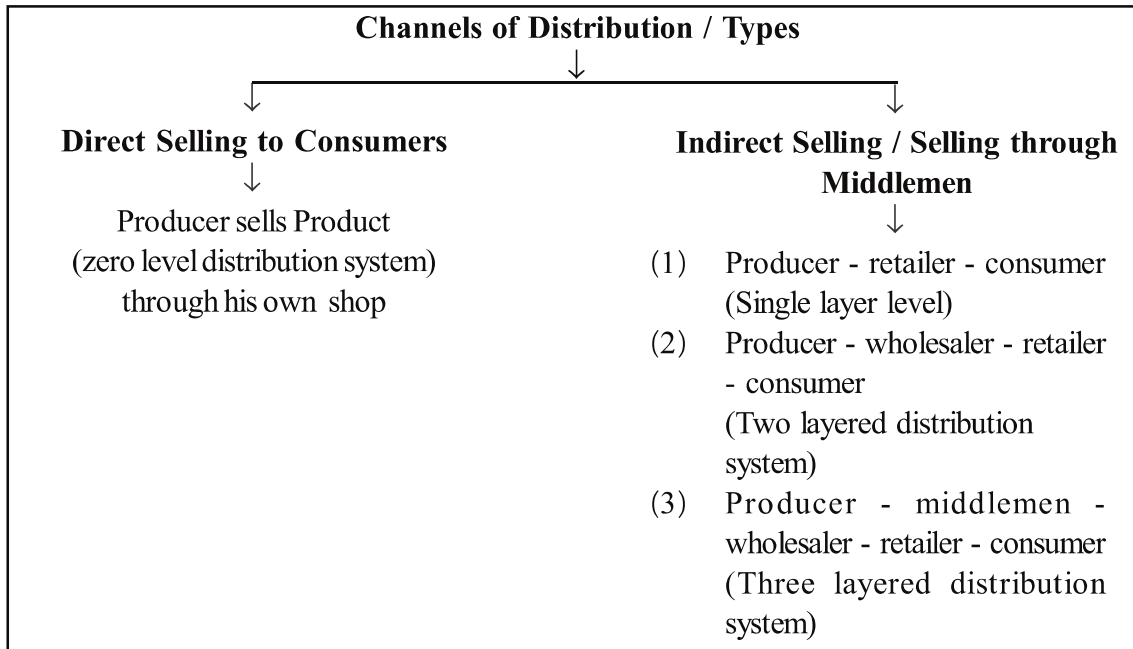 Channels of Distribution / Types
Direct Selling to Consumers
Producer sells Product
(zero level distribution system)
through his own shop
Indirect Selling / Selling through
Middlemen
(1) Producer - retailer - consumer
(Single layer level)
(2) Producer - wholesaler - retailer
- consumer
(Two layered distribution
system)
(3) Producer - middlemen -
wholesaler - retailer - consumer
(Three layered distribution
system)